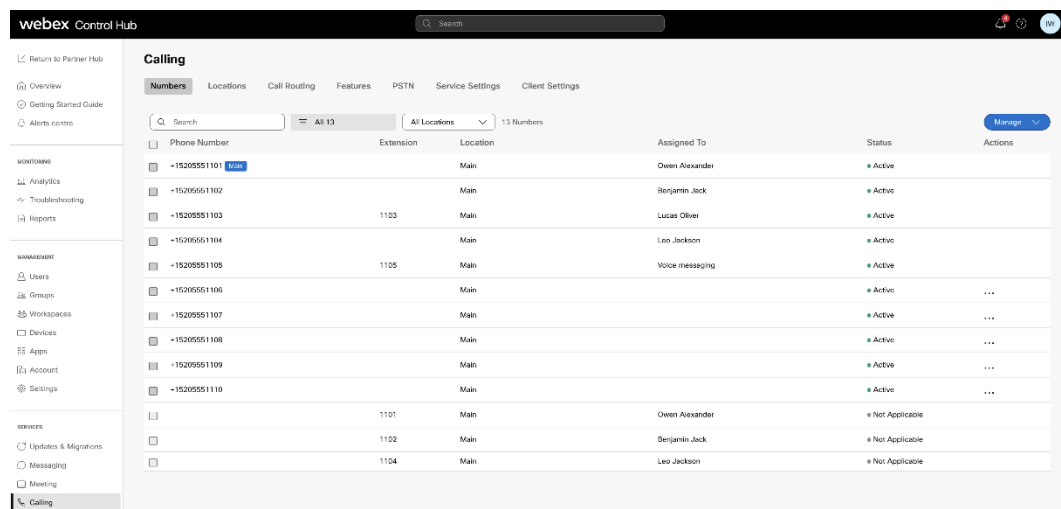 webex Control Hub
Search
4
Return to Partner Hub
Overview
Getting Started Guide
Alerts centre
MONITORING
Analytics
Troubleshooting
Reports
MANAGEMENT
Users
Groups
Workspaces
Devices
Apps
Account
Settings
SERVICES
Updates & Migrations
Messaging
Meeting
Calling
Calling
Numbers Locations Call Routing Features PSTN Service Settings Client Settings
Search All 13 All Locations 13 Numbers Manage
Phone Number Extension Location Assigned To Status Actions
+15205551101 Main Main Owen Alexander Active
+15205551102 Main Benjamin Jack Active
+15205551103 1103 Main Lucas Oliver Active
+15205551104 Main Leo Jackson Active
+15205551105 1105 Main Voice messaging Active
+15205551106 Main Active ...
+15205551107 Main Active ...
+15205551108 Main Active ...
+15205551109 Main Active ...
+15205551110 Main Active ...
1101 Main Owen Alexander Not Applicable
1102 Main Benjamin Jack Not Applicable
1104 Main Leo Jackson Not Applicable